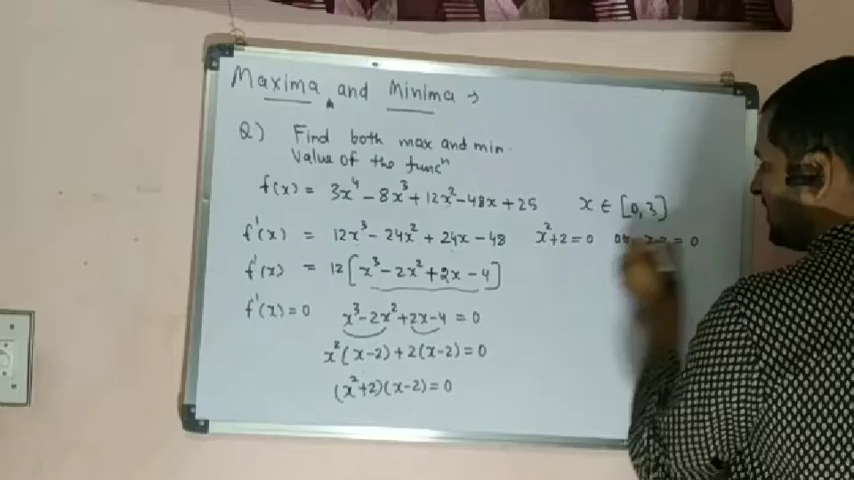 Maxima and Minima →
Q) Find both max and min.
Value of the funcⁿ
f(x) = 3x⁴ - 8x³ + 12x² - 48x + 25 x ∈ [0, 3]
f'(x) = 12x³ - 24x² + 24x - 48 x² + 2 = 0 or x - 2 = 0
f'(x) = 12 [x³ - 2x² + 2x - 4]
f'(x) = 0 x³ - 2x² + 2x - 4 = 0
x² (x - 2) + 2 (x - 2) = 0
(x² + 2) (x - 2) = 0